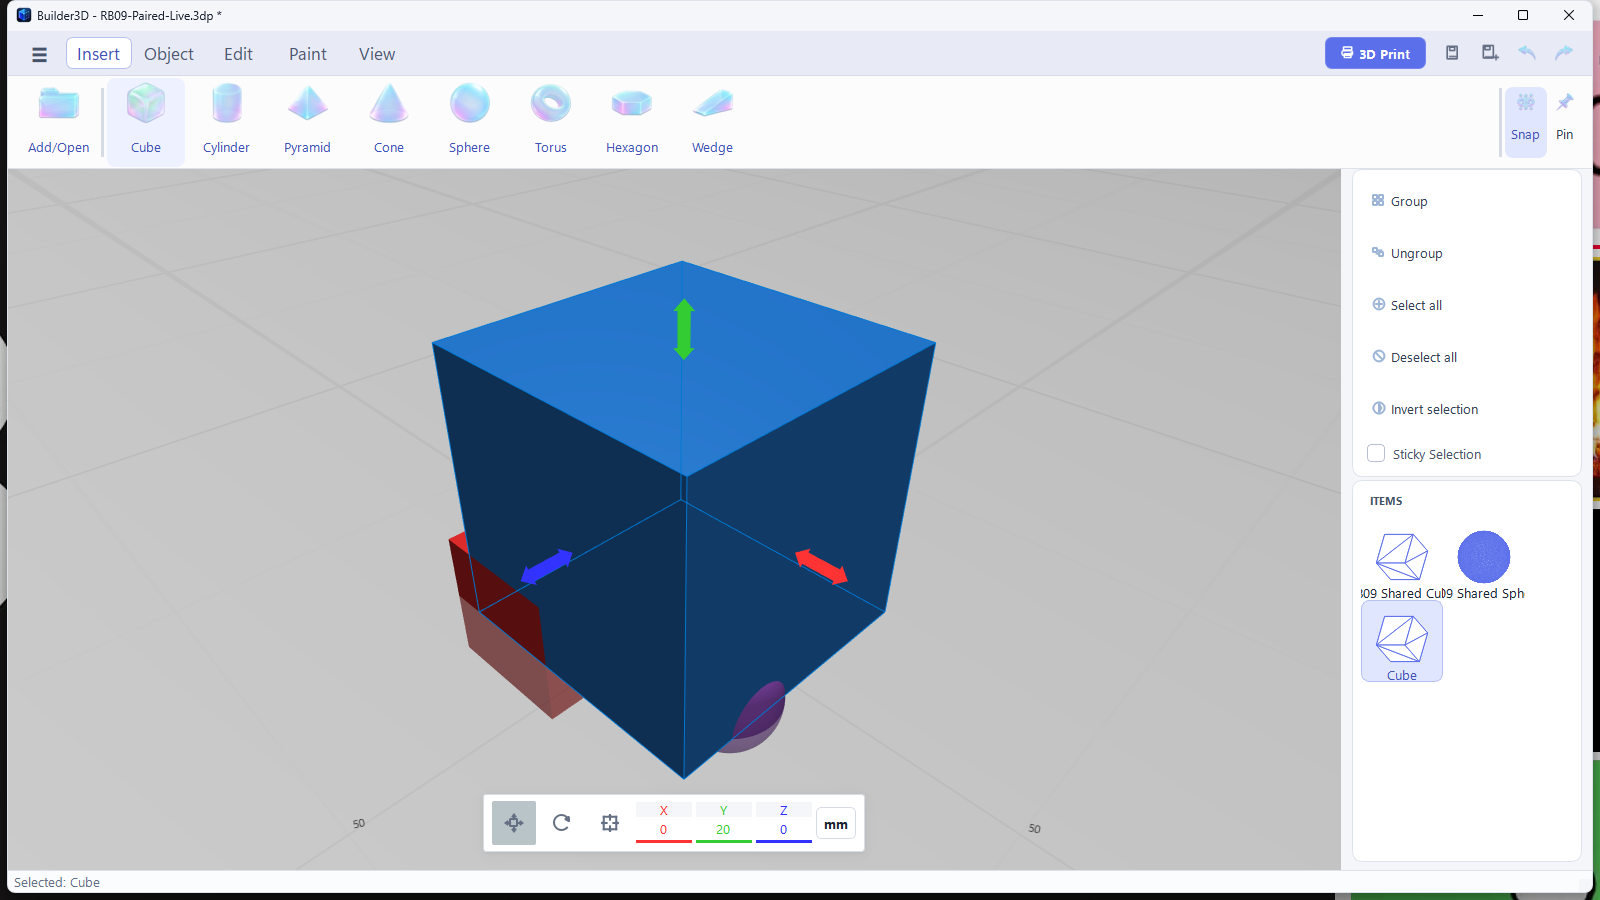 Builder3D - RB09-Paired-Live.3dp *
Insert Object Edit Paint View
3D Print
Add/Open Cube Cylinder Pyramid Cone Sphere Torus Hexagon Wedge
Snap Pin
Group
Ungroup
Select all
Deselect all
Invert selection
Sticky Selection
ITEMS
09 Shared Cu 9 Shared Sph
Cube
50
50
X Y Z
0 20 0
mm
Selected: Cube